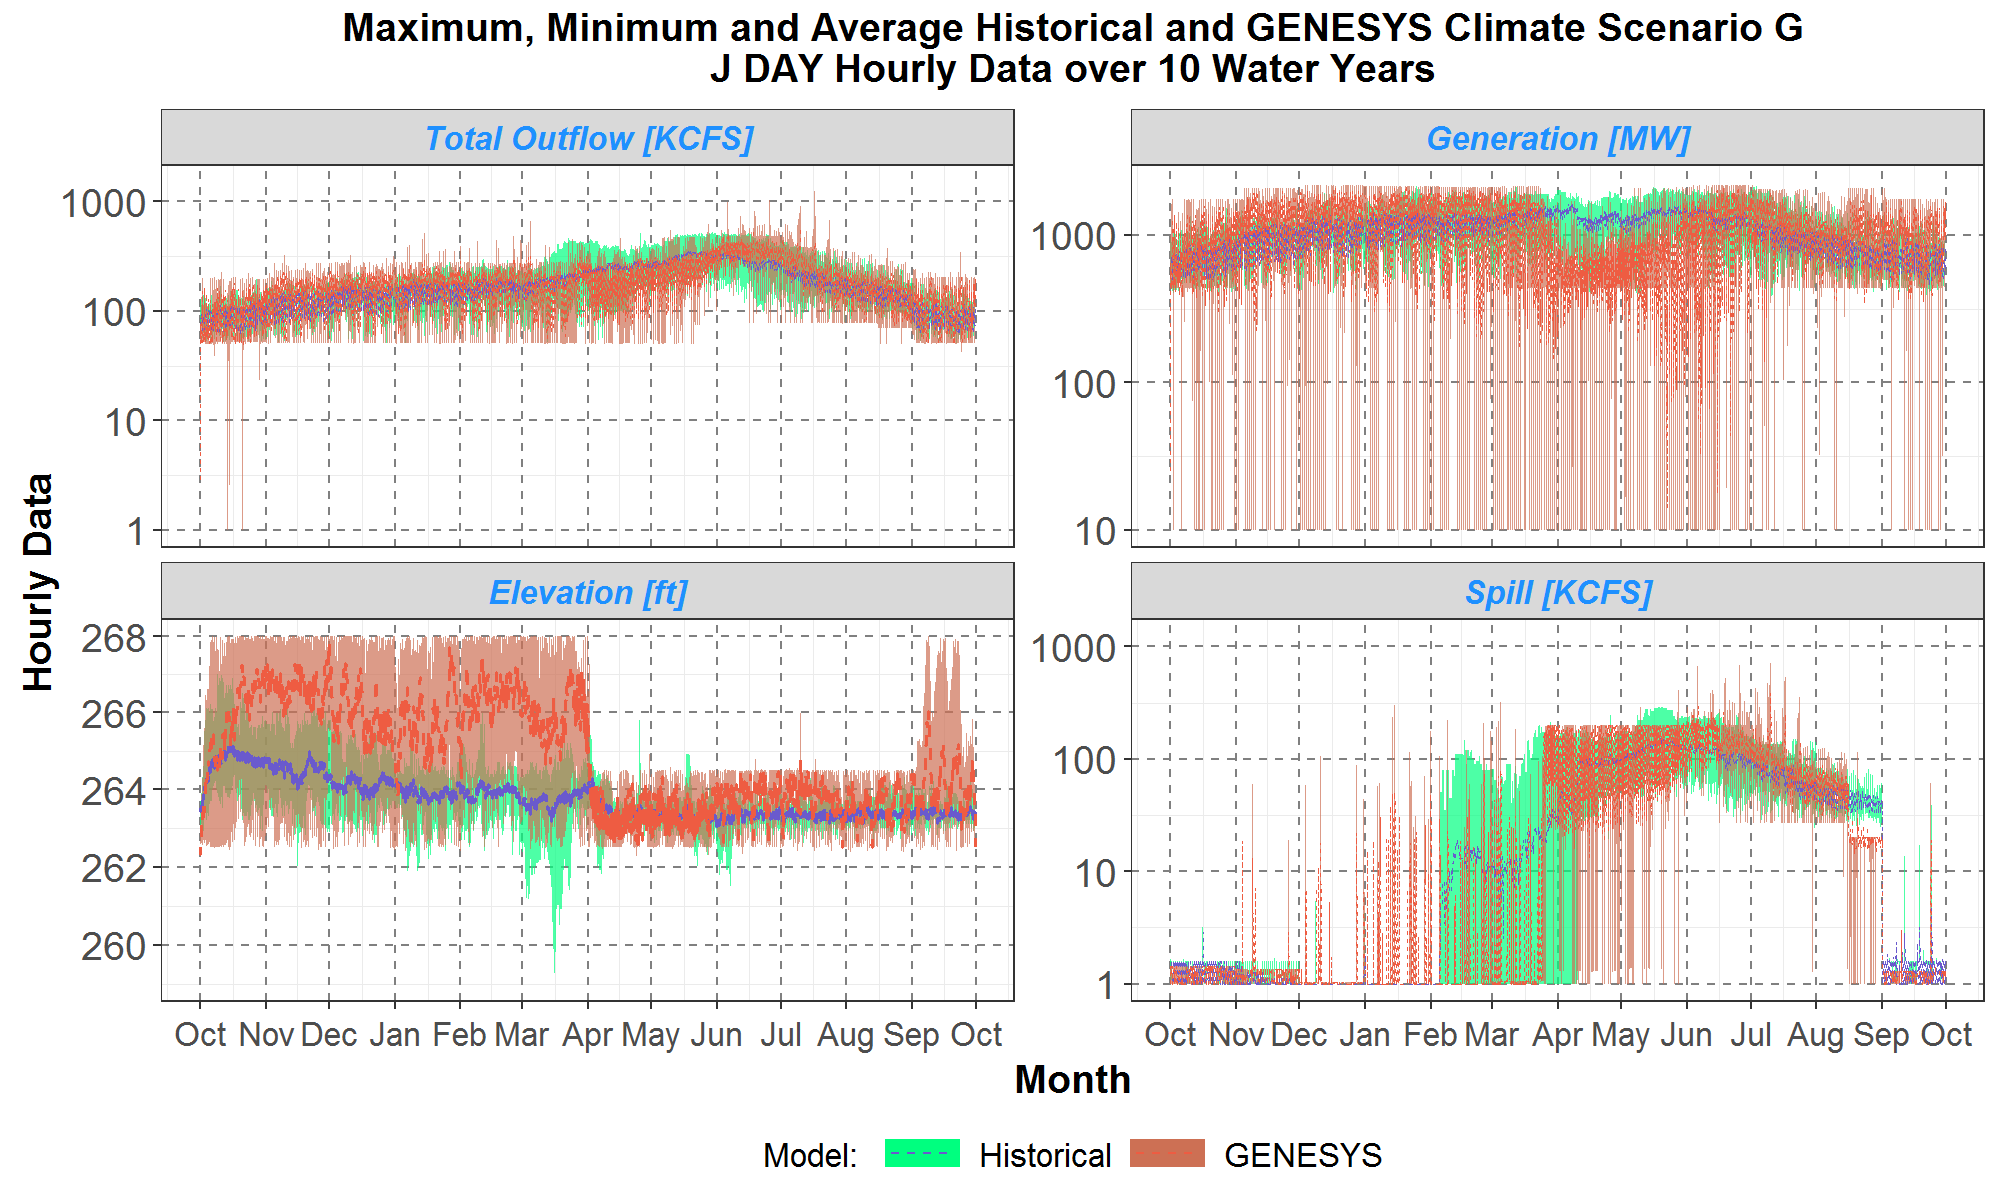 Maximum, Minimum and Average Historical and GENESYS Climate Scenario G
J DAY Hourly Data over 10 Water Years
Total Outflow [KCFS]
1000
100
10
1
Generation [MW]
1000
100
10
Hourly Data
Elevation [ft]
268
266
264
262
260
Oct Nov Dec Jan Feb Mar Apr May Jun Jul Aug Sep Oct
Spill [KCFS]
1000
100
10
1
Oct Nov Dec Jan Feb Mar Apr May Jun Jul Aug Sep Oct
Month
Model: Historical GENESYS